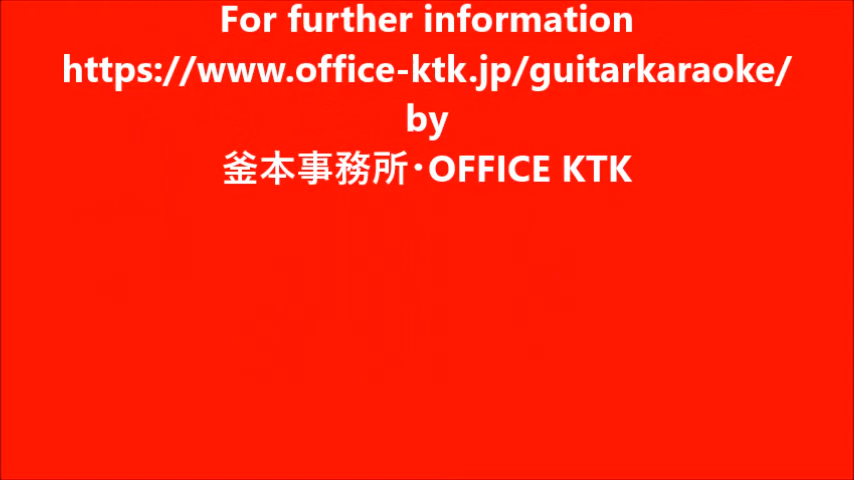 For further information
https://www.office-ktk.jp/guitarkaraoke/
by
釜本事務所・OFFICE KTK